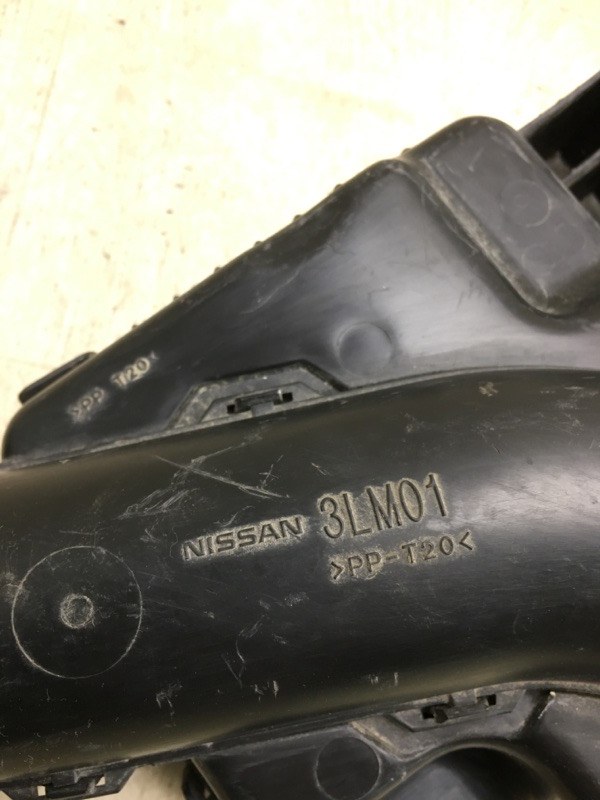 >PP T20<
NISSAN 3LM01
>PP-T20<